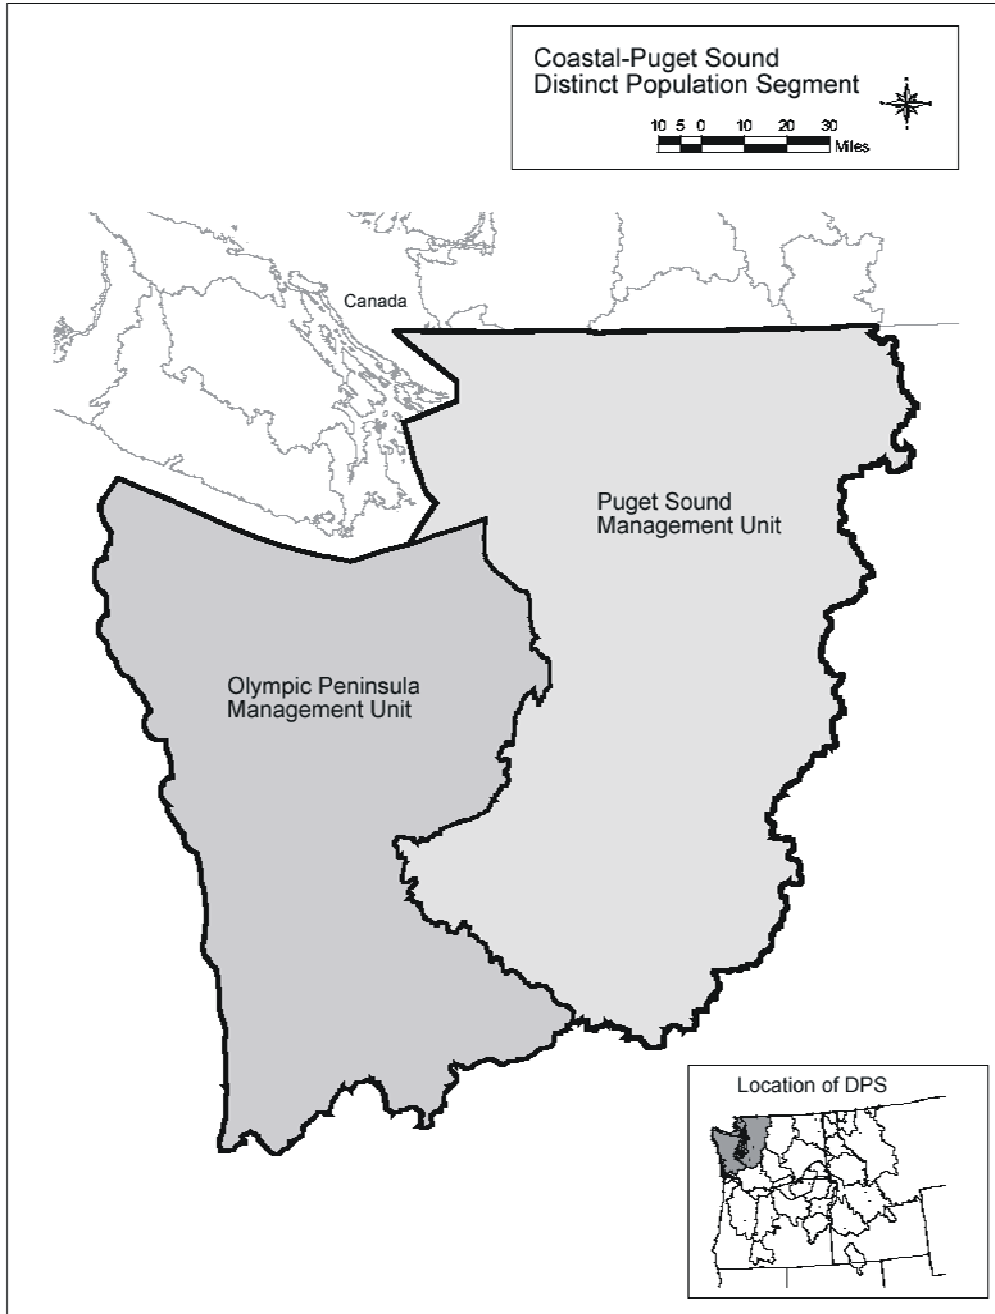 Coastal-Puget Sound
Distinct Population Segment
10 5 0 10 20 30
Miles
Canada
Puget Sound
Management Unit
Olympic Peninsula
Management Unit
Location of DPS